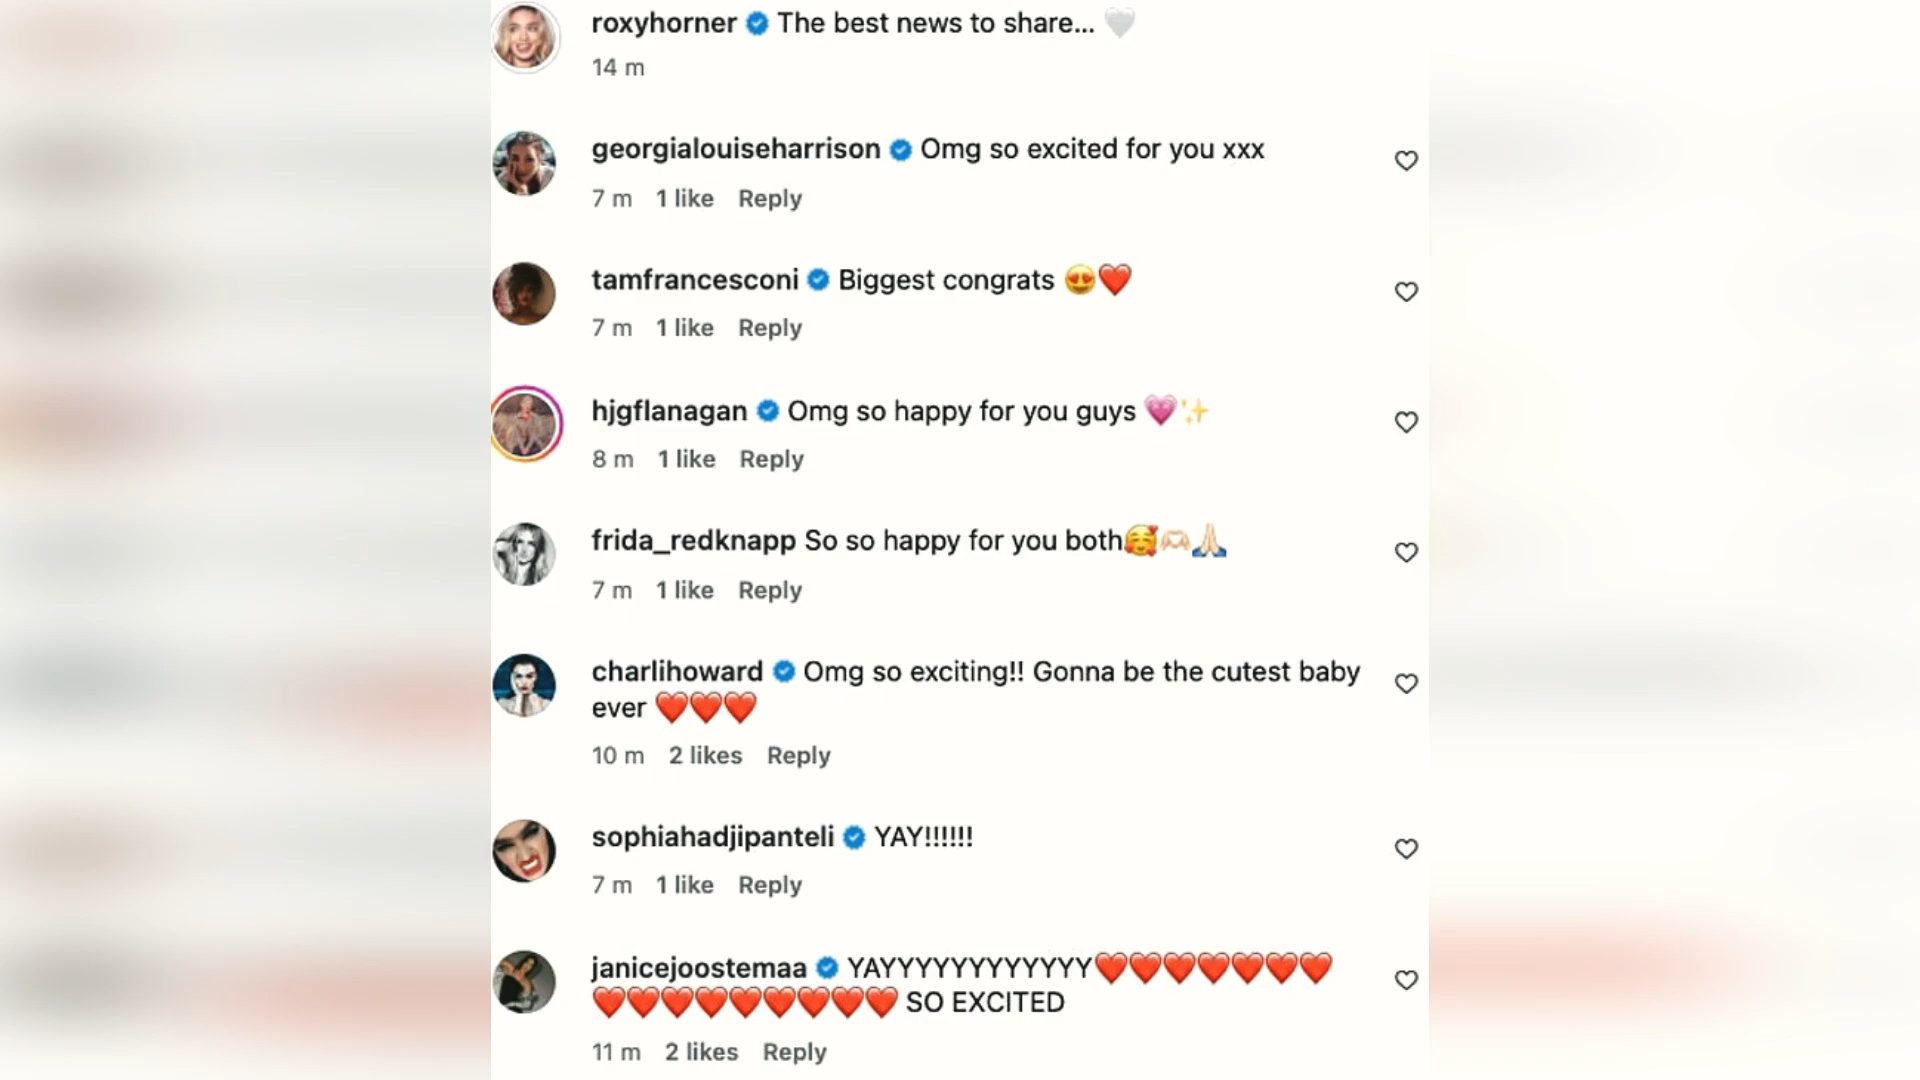 roxyhorner The best news to share... 🤍
14 m
georgialouiseharrison Omg so excited for you xxx
7 m 1 like Reply
tamfrancesconi Biggest congrats 😍❤️
7 m 1 like Reply
hjgflanagan Omg so happy for you guys 💗✨
8 m 1 like Reply
frida_redknapp So so happy for you both🥰🫶🏻🙏🏻
7 m 1 like Reply
charlihoward Omg so exciting!! Gonna be the cutest baby
ever ❤️❤️❤️
10 m 2 likes Reply
sophiahadjipanteli YAY!!!!!!
7 m 1 like Reply
janicejoostemaa YAYYYYYYYYYYYY❤️❤️❤️❤️❤️❤️❤️
❤️❤️❤️❤️❤️❤️❤️❤️❤️ SO EXCITED
11 m 2 likes Reply